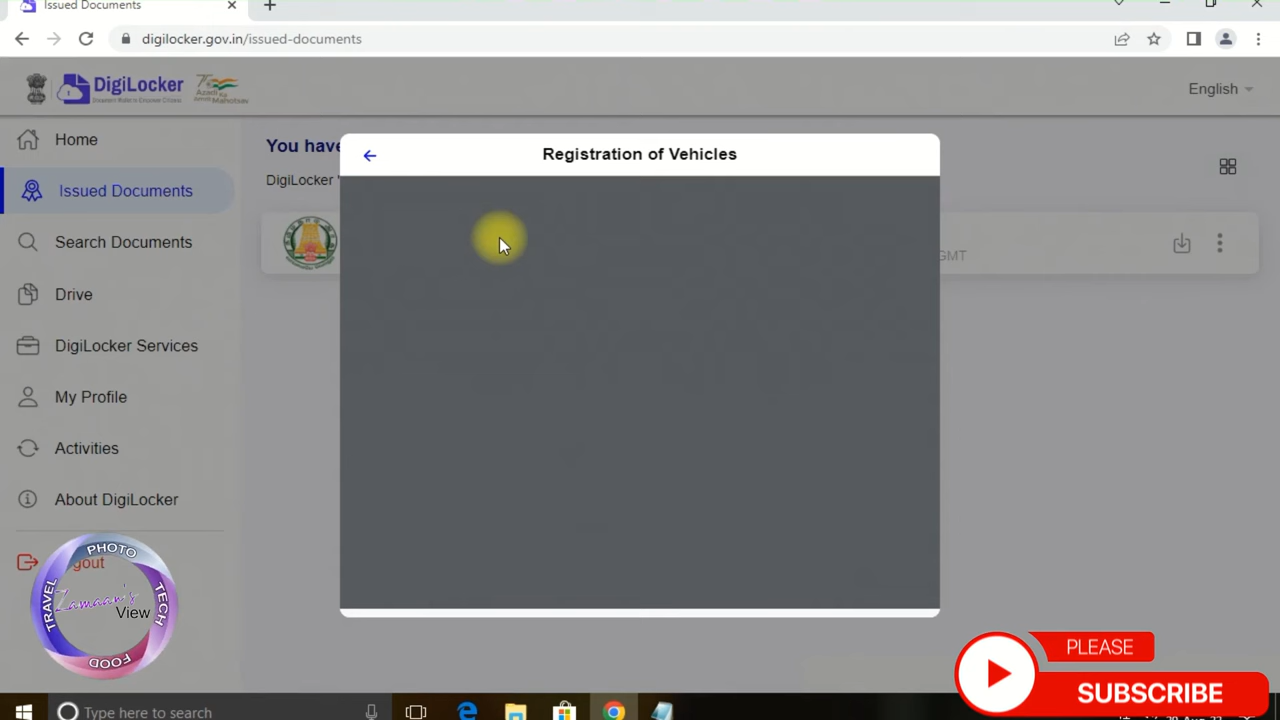 Issued Documents
digilocker.gov.in/issued-documents
DigiLocker
English
Home
Issued Documents
Search Documents
Drive
DigiLocker Services
My Profile
Activities
About DigiLocker
You have
DigiLocker
Registration of Vehicles
GMT
PHOTO
TRAVEL
TECH
FOOD
Zamaan's
View
PLEASE
SUBSCRIBE
Type here to search